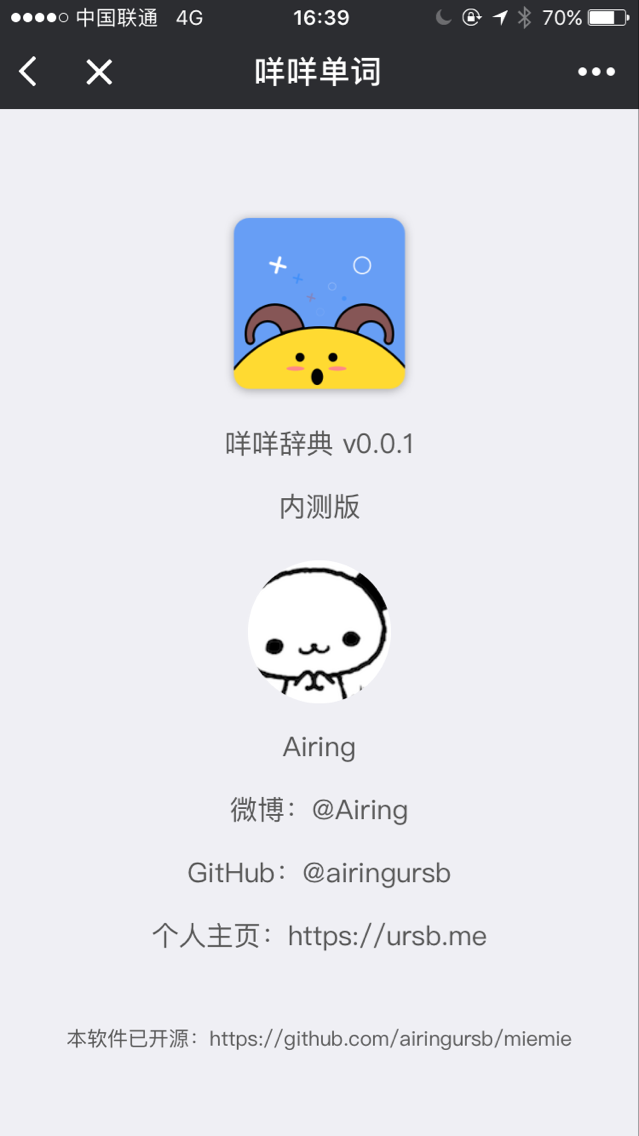 中国联通 4G 16:39 70%
咩咩单词
咩咩辞典 v0.0.1
内测版
Airing
微博：@Airing
GitHub：@airingursb
个人主页：https://ursb.me
本软件已开源：https://github.com/airingursb/miemie